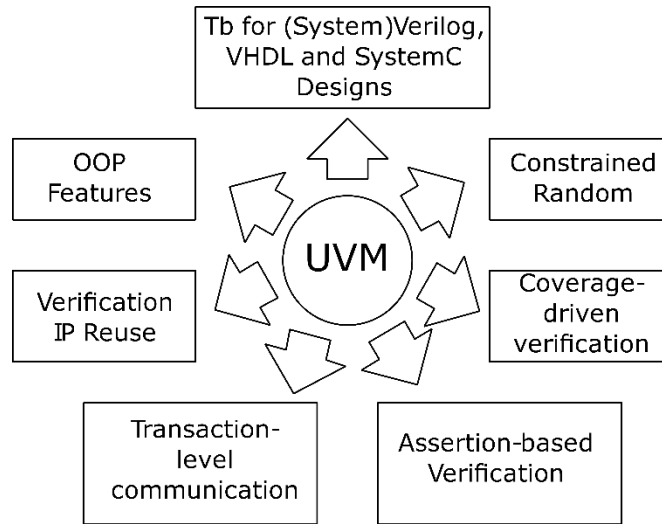 Tb for (System)Verilog,
VHDL and SystemC
Designs
OOP
Features
Constrained
Random
UVM
Verification
IP Reuse
Coverage-
driven
verification
Transaction-
level
communication
Assertion-based
Verification